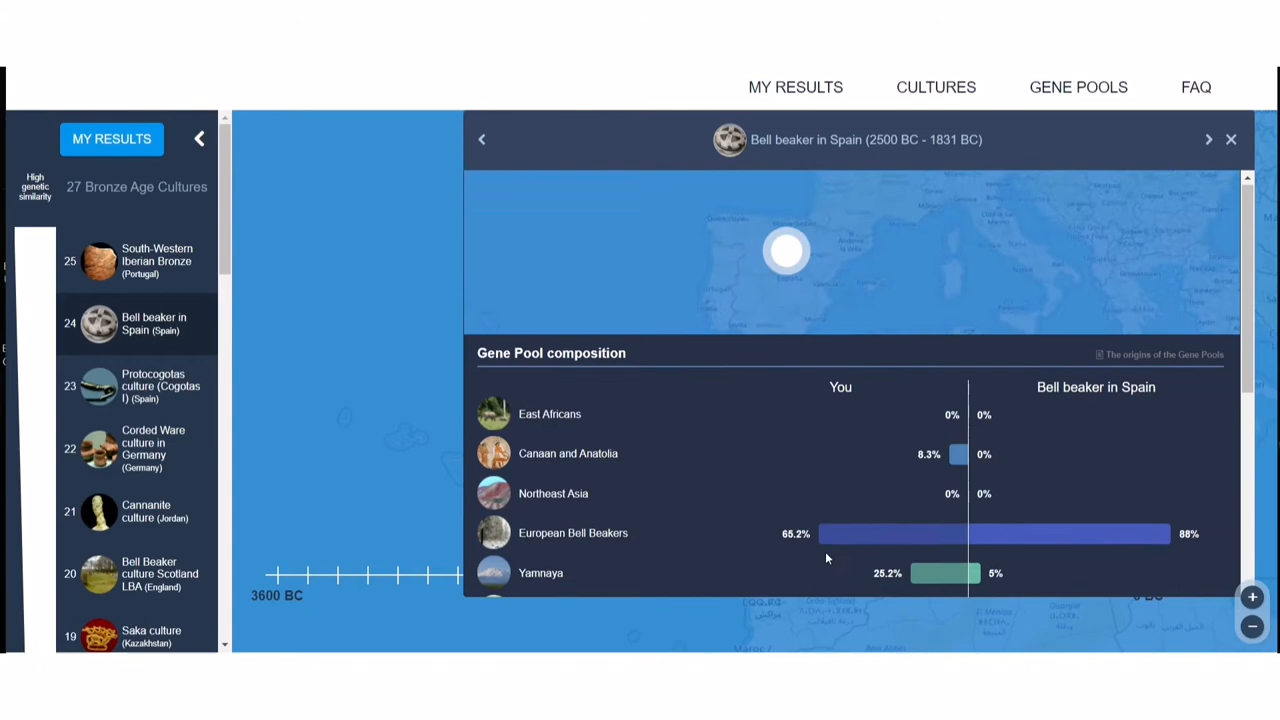 MY RESULTS
CULTURES
GENE POOLS
FAQ
MY RESULTS
High
genetic
similarity
27 Bronze Age Cultures
25
South-Western
Iberian Bronze
(Portugal)
24
Bell beaker in
Spain (Spain)
23
Protocogotas
culture (Cogotas
I) (Spain)
22
Corded Ware
culture in
Germany
(Germany)
21
Cannanite
culture (Jordan)
20
Bell Beaker
culture Scotland
LBA (England)
19
Saka culture
(Kazakhstan)
Bell beaker in Spain (2500 BC - 1831 BC)
Gene Pool composition
The origins of the Gene Pools
You
Bell beaker in Spain
East Africans
0%
0%
Canaan and Anatolia
8.3%
0%
Northeast Asia
0%
0%
European Bell Beakers
65.2%
88%
Yamnaya
25.2%
5%
3600 BC